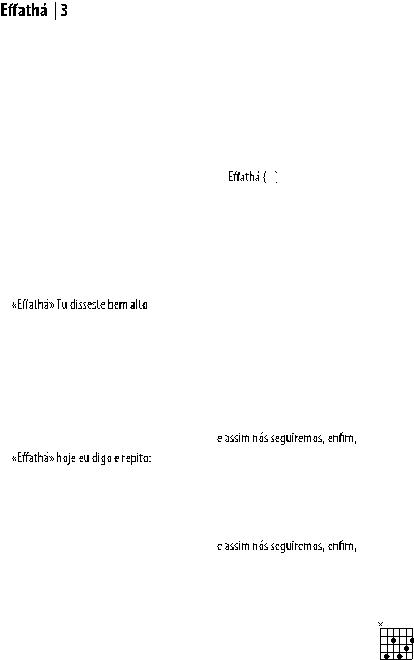 Effathá | 3
Effathá (...)
«Effathá» Tu disseste bem alto
e assim nós seguiremos, enfim,
«Effathá» hoje eu digo e repito:
e assim nós seguiremos, enfim,
x